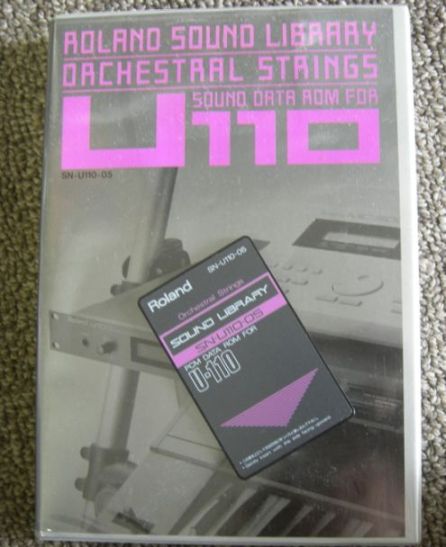 ROLAND SOUND LIBRARY
ORCHESTRAL STRINGS
SOUND DATA ROM FOR
U110
SN-U110-05
SN-U110-05
Roland
Orchestral Strings
SOUND LIBRARY
SN-U110-05
PCM DATA ROM FOR
U-110